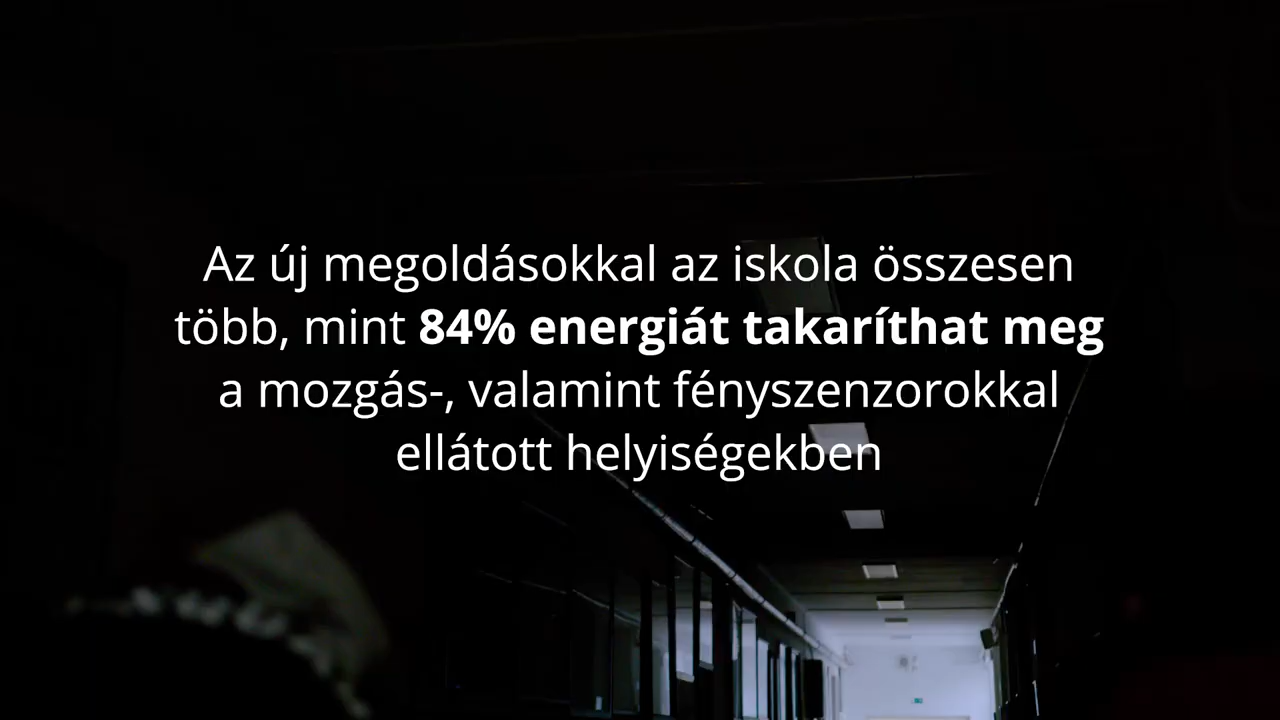 Az új megoldásokkal az iskola összesen
több, mint 84% energiát takaríthat meg
a mozgás-, valamint fényszenzorokkal
ellátott helyiségekben